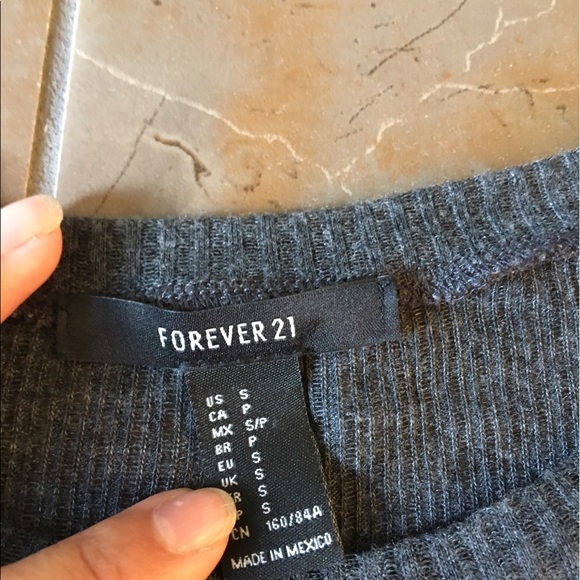 FOREVER 21
US S
CA P
MX S/P
BR P
EU S
UK S
S
S
CN 160/84A
MADE IN MEXICO